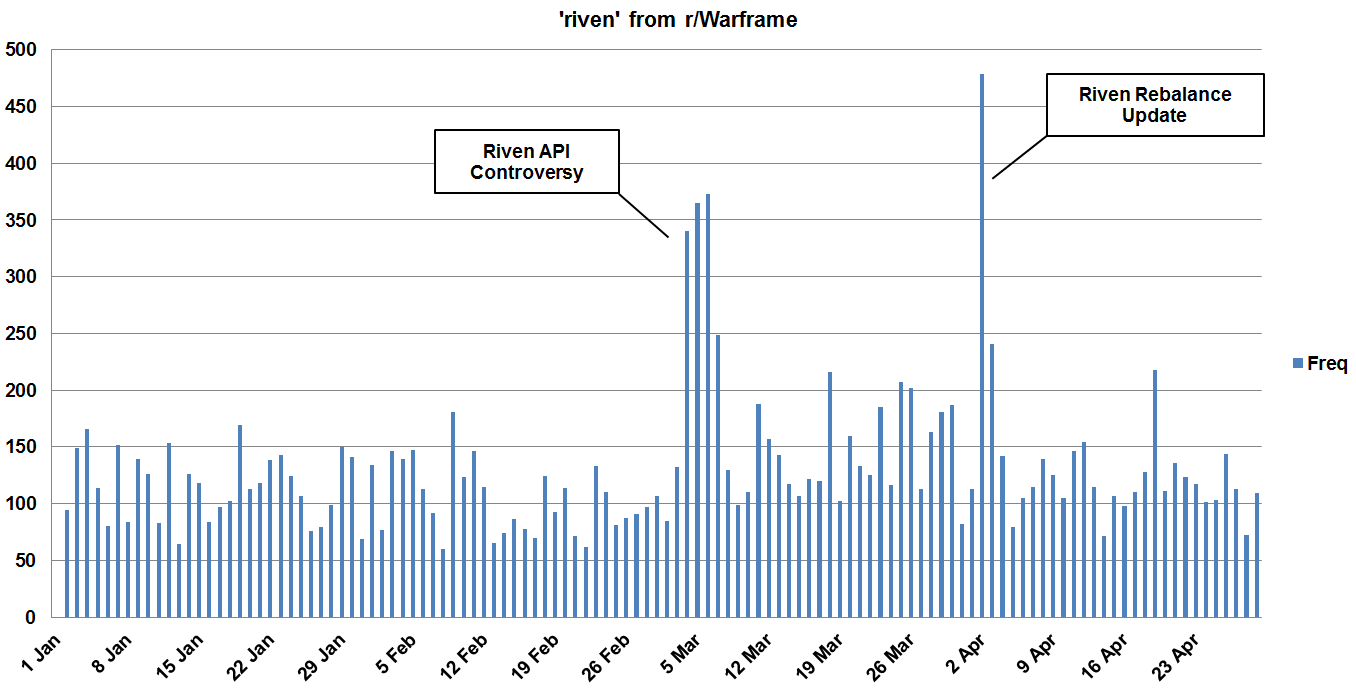 'riven' from r/Warframe
500
450
400
350
300
250
200
150
100
50
0
Riven API
Controversy
Riven Rebalance
Update
Freq
1 Jan
8 Jan
15 Jan
22 Jan
29 Jan
5 Feb
12 Feb
19 Feb
26 Feb
5 Mar
12 Mar
19 Mar
26 Mar
2 Apr
9 Apr
16 Apr
23 Apr